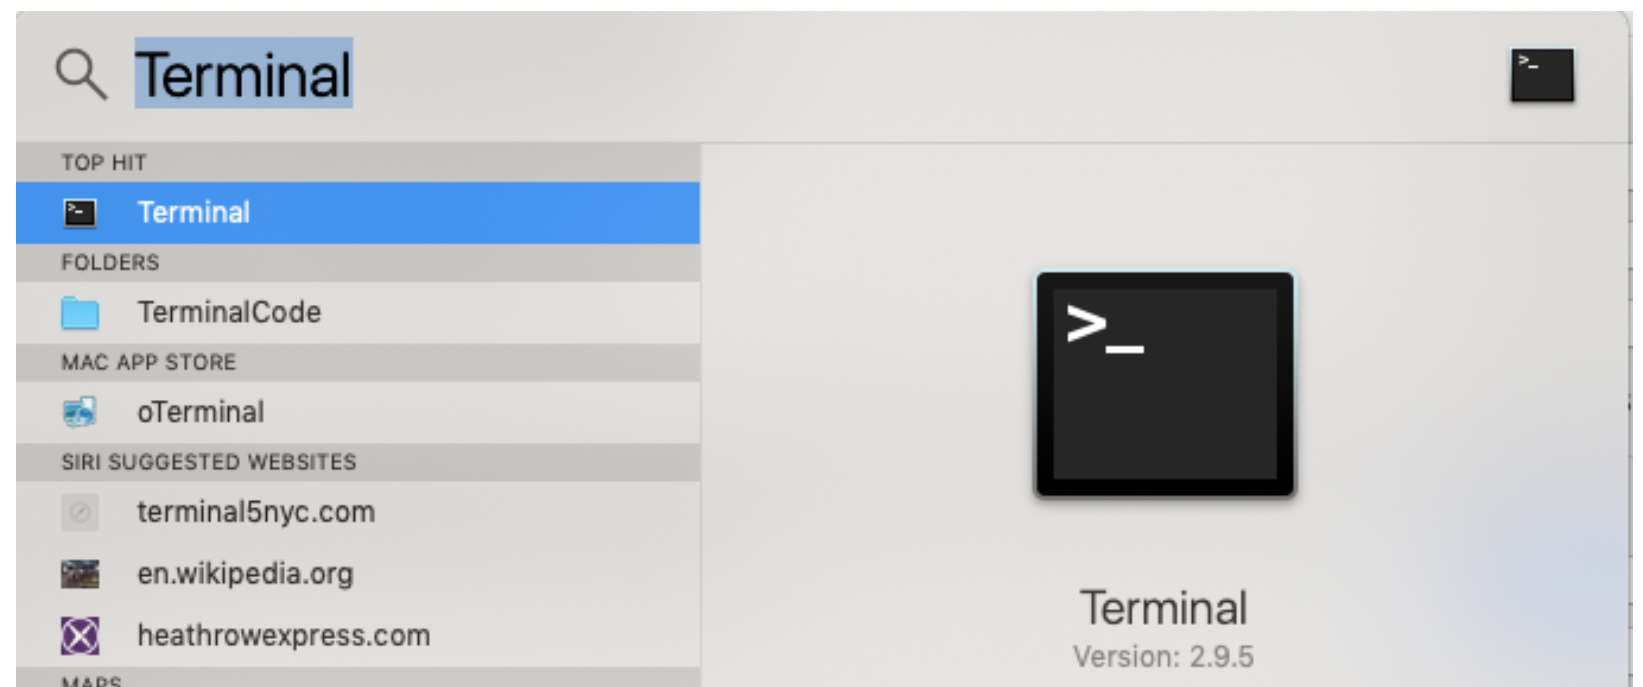 Terminal
>_
TOP HIT
>_ Terminal
FOLDERS
TerminalCode
MAC APP STORE
oTerminal
SIRI SUGGESTED WEBSITES
terminal5nyc.com
en.wikipedia.org
heathrowexpress.com
MAPS
>_
Terminal
Version: 2.9.5